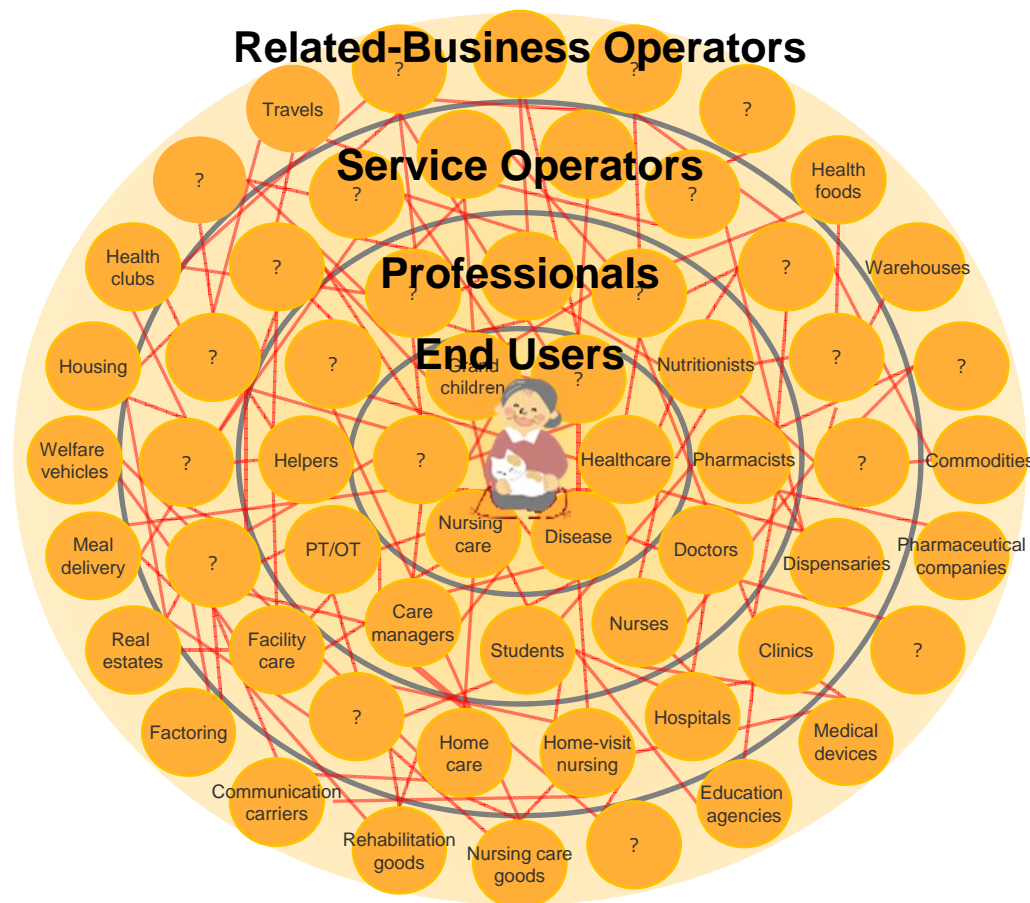 Related-Business Operators
?
?
?
Travels
Service Operators
?
?
?
Health
foods
Professionals
?
?
?
?
Health
clubs
Warehouses
End Users
?
?
?
?
Housing
Grand
children
Nutritionists
Welfare
vehicles
?
Helpers
?
Healthcare
Pharmacists
?
Commodities
Meal
delivery
?
PT/OT
Nursing
care
Disease
Doctors
Dispensaries
Pharmaceutical
companies
Real
estates
Facility
care
Care
managers
Students
Nurses
Clinics
?
Factoring
?
Home
care
Home-visit
nursing
Hospitals
Medical
devices
Communication
carriers
Rehabilitation
goods
Nursing care
goods
?
Education
agencies